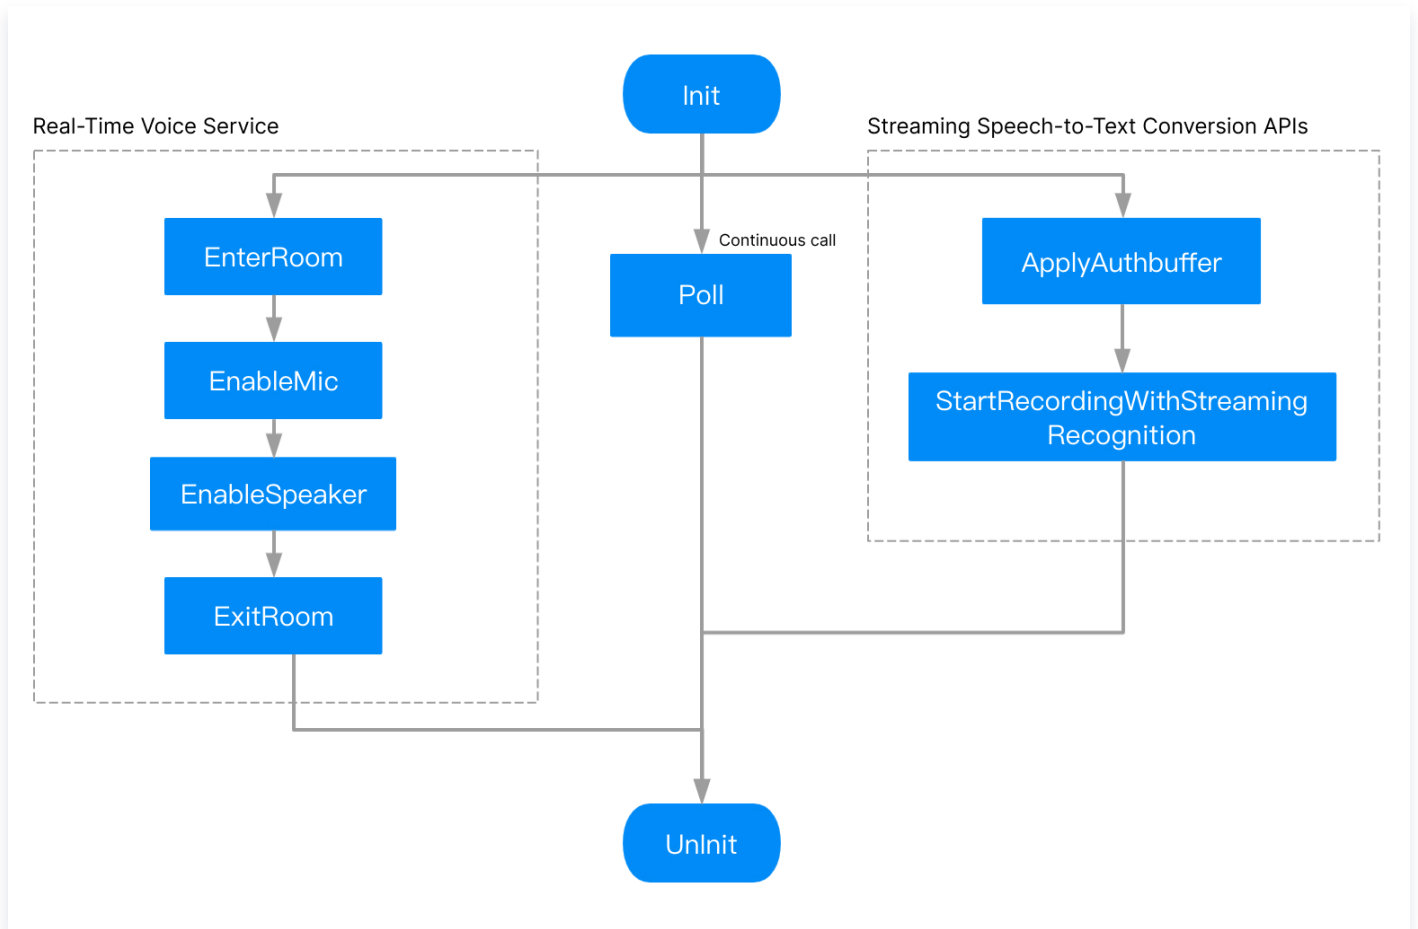 Init
Real-Time Voice Service
Streaming Speech-to-Text Conversion APIs
EnterRoom
Continuous call
Poll
ApplyAuthbuffer
EnableMic
StartRecordingWithStreaming
Recognition
EnableSpeaker
ExitRoom
UnInit